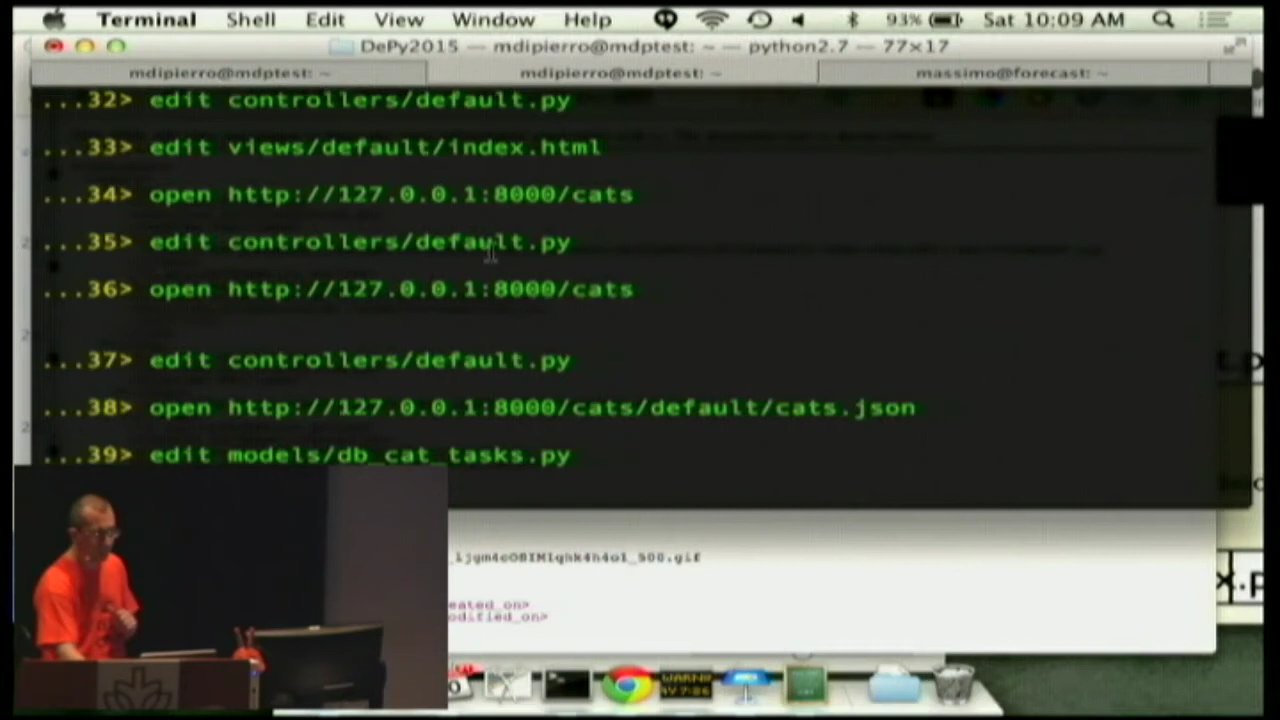 Terminal Shell Edit View Window Help 93% Sat 10:09 AM
DePy2015 — mdipierro@mdptest: ~ — python2.7 — 77×17
mdipierro@mdptest: ~ mdipierro@mdptest: ~ massimo@forecast: ~
...32> edit controllers/default.py
...33> edit views/default/index.html
...34> open http://127.0.0.1:8000/cats
...35> edit controllers/default.py
...36> open http://127.0.0.1:8000/cats
...37> edit controllers/default.py
...38> open http://127.0.0.1:8000/cats/default/cats.json
...39> edit models/db_cat_tasks.py
eated_on>
odified_on>